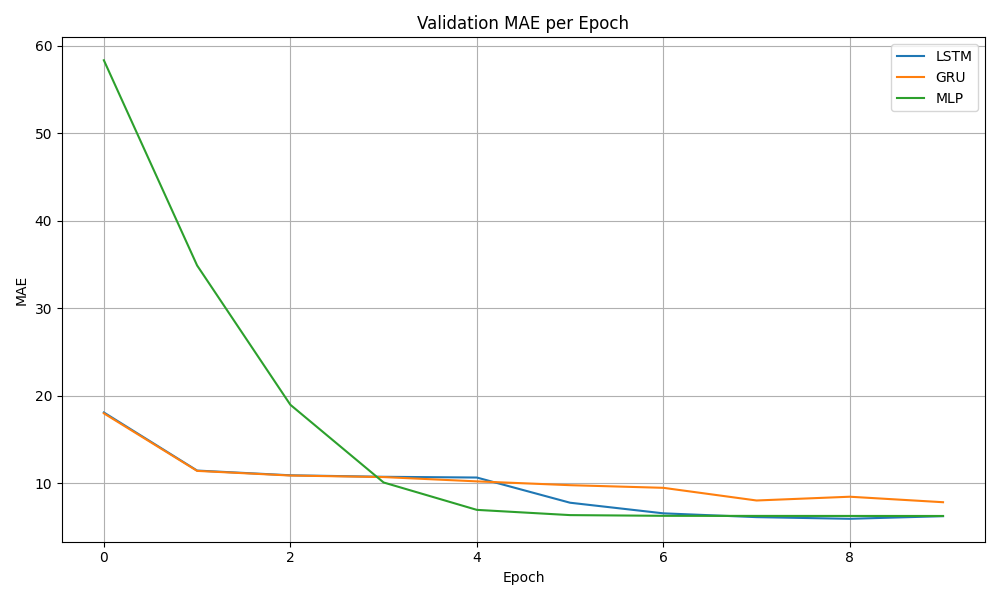 Validation MAE per Epoch
LSTM
GRU
MLP
60
50
40
30
20
10
MAE
0 2 4 6 8
Epoch